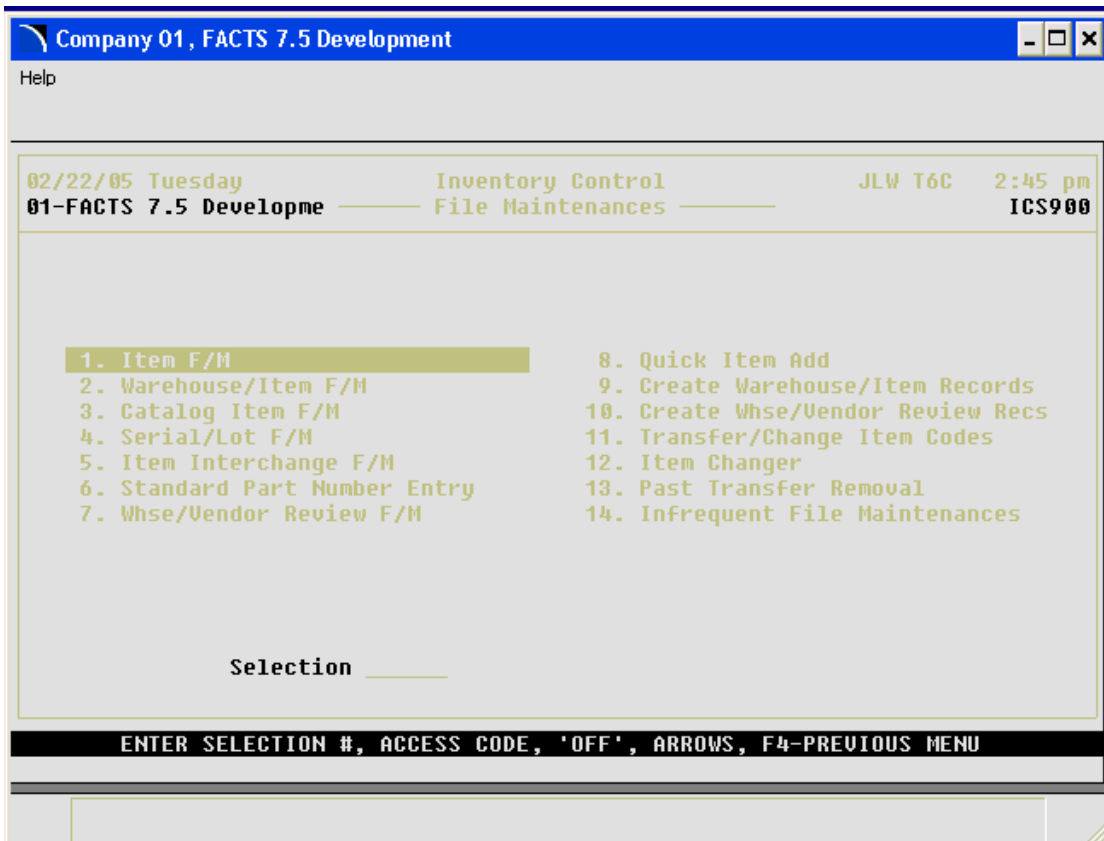 Company 01, FACTS 7.5 Development
Help
02/22/05 Tuesday Inventory Control JLW T6C 2:45 pm
01-FACTS 7.5 Developme File Maintenances ICS900
1. Item F/M 8. Quick Item Add
2. Warehouse/Item F/M 9. Create Warehouse/Item Records
3. Catalog Item F/M 10. Create Whse/Vendor Review Recs
4. Serial/Lot F/M 11. Transfer/Change Item Codes
5. Item Interchange F/M 12. Item Changer
6. Standard Part Number Entry 13. Past Transfer Removal
7. Whse/Vendor Review F/M 14. Infrequent File Maintenances
Selection
ENTER SELECTION #, ACCESS CODE, 'OFF', ARROWS, F4-PREVIOUS MENU